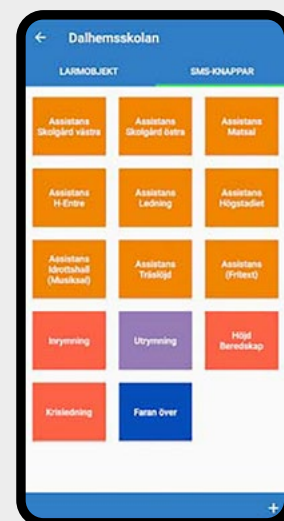 Dalhemsskolan
LARMOBJEKT
SMS-KNAPPAR
Assistans
Skolgård västra
Assistans
Skolgård östra
Assistans
Matsal
Assistans
H-Entre
Assistans
Ledning
Assistans
Högstadiet
Assistans
Idrottshall
(Musiksal)
Assistans
Träslöjd
Assistans
(Fritext)
Inrymning
Utrymning
Höjd
Beredskap
Krisledning
Faran över
+